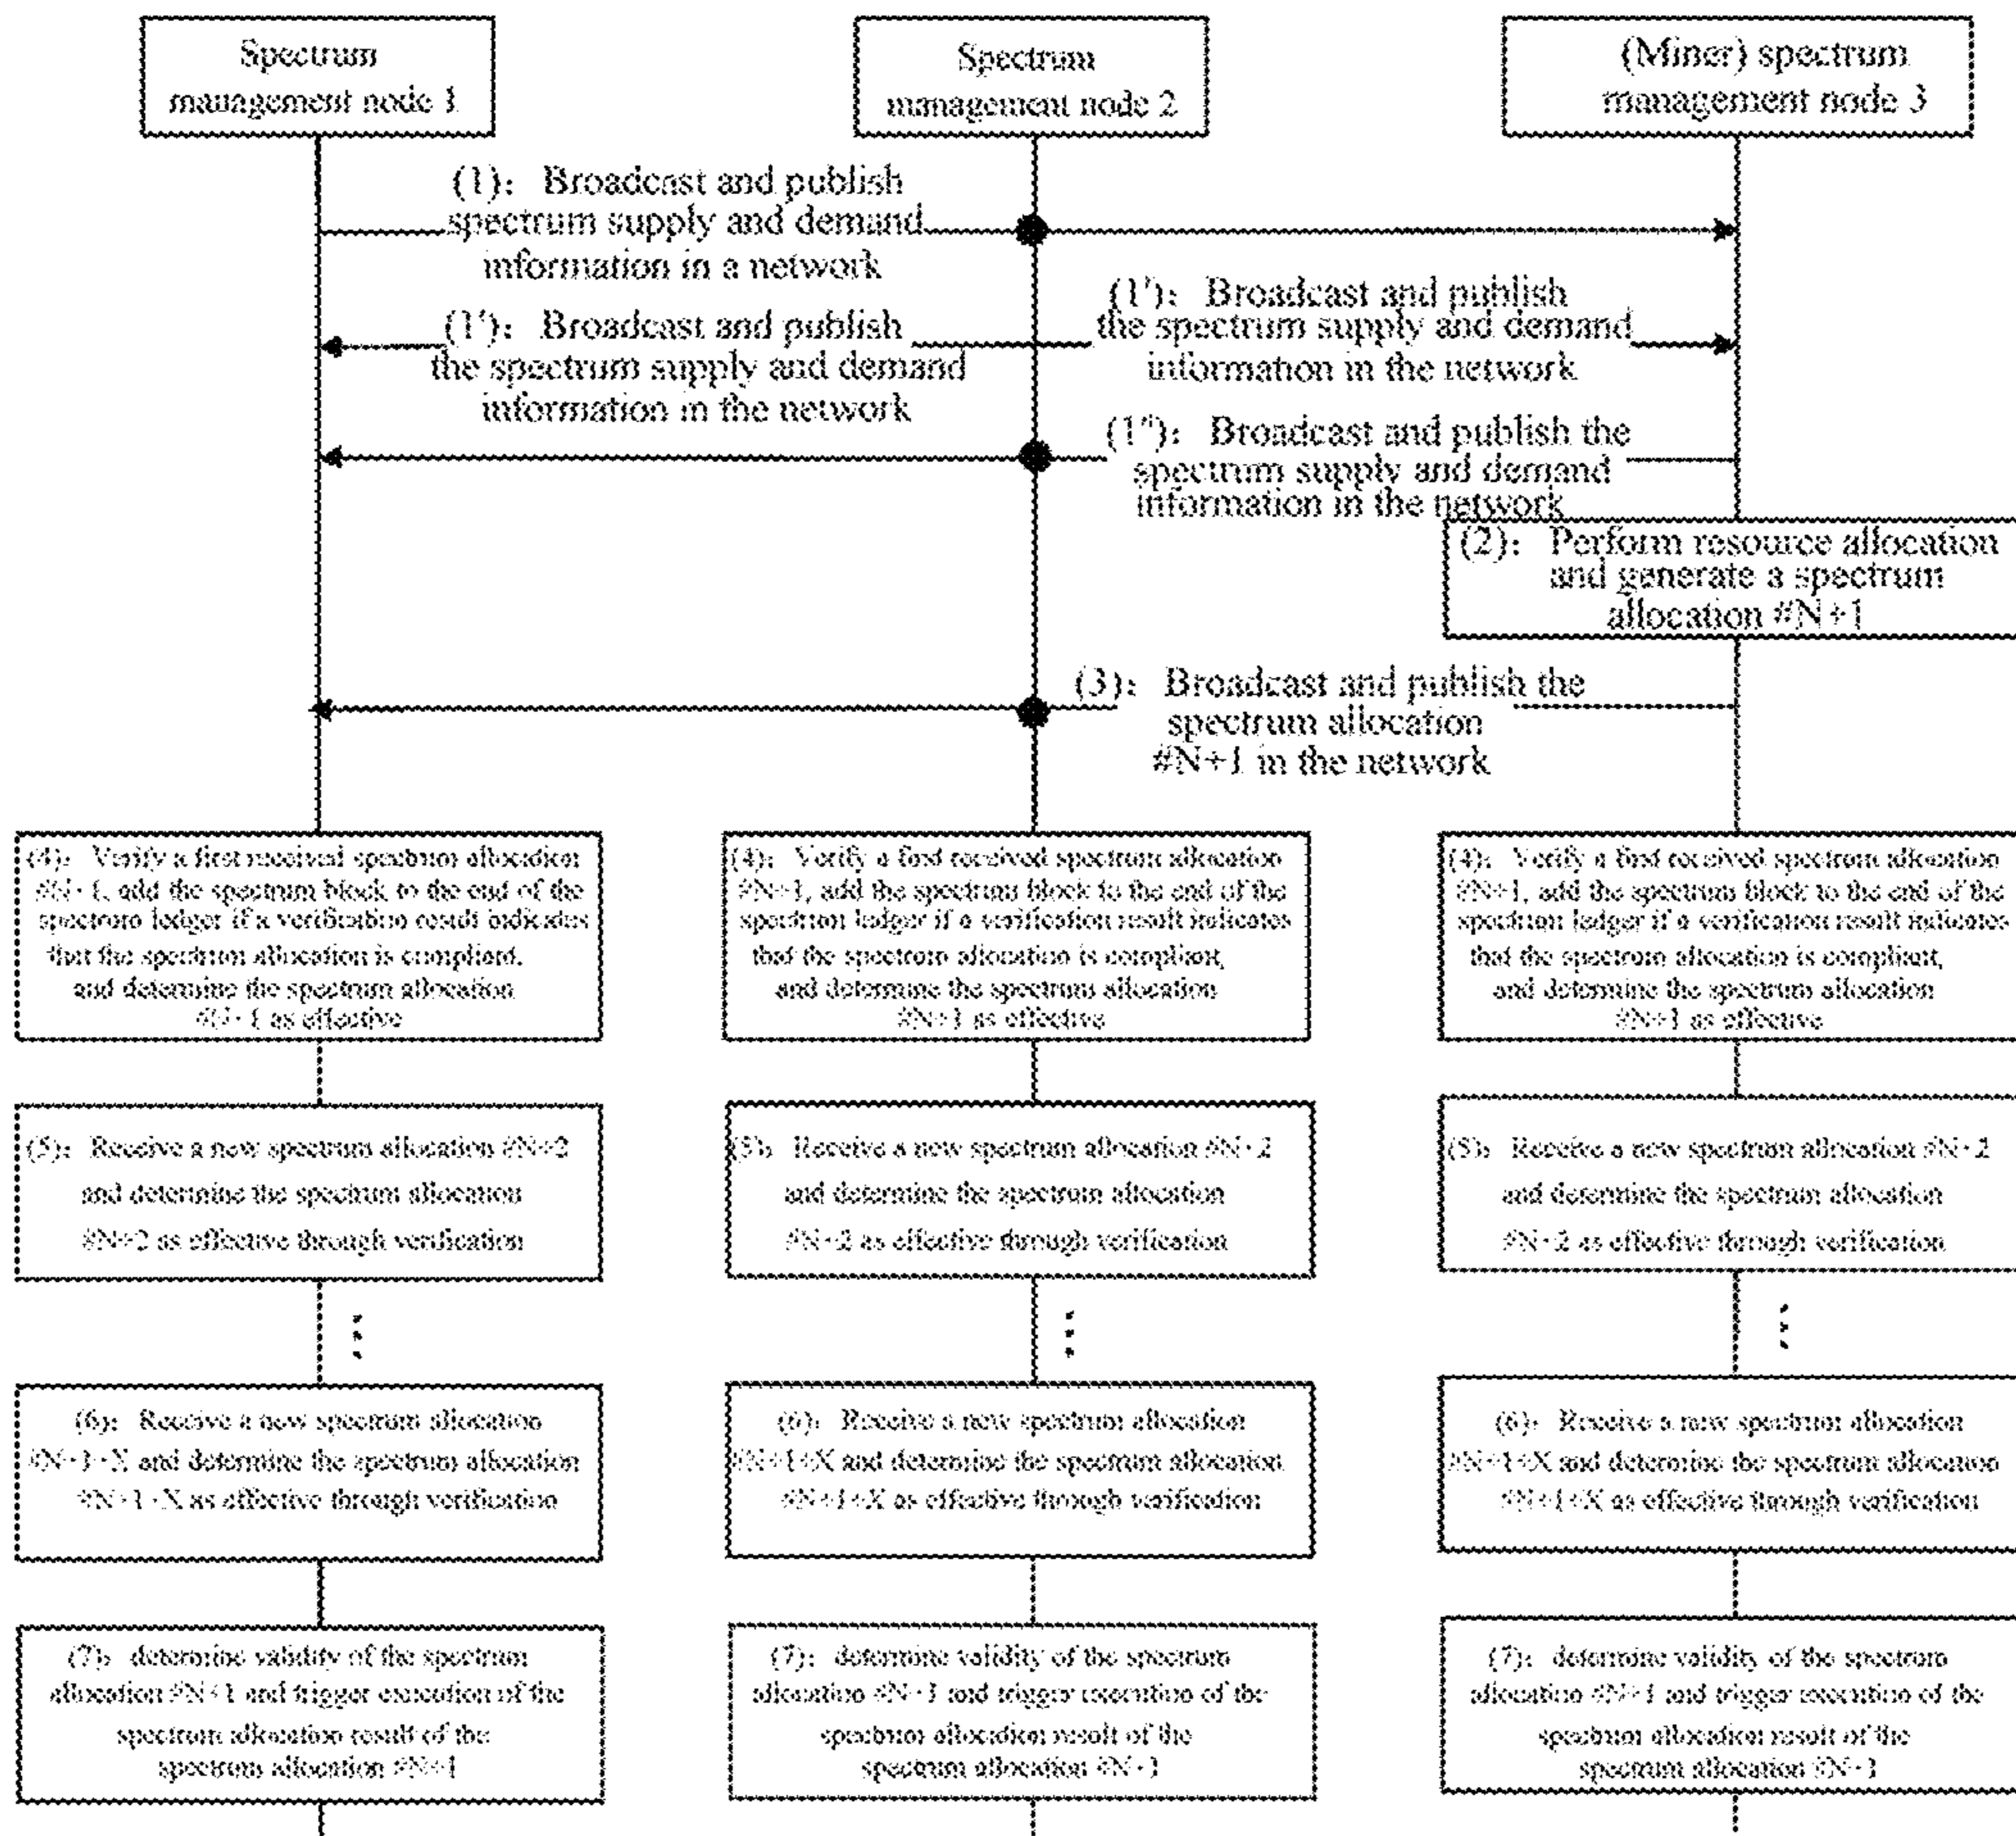 Spectrum
management node 1
Spectrum
management node 2
(Miner) spectrum
management node 3
(1): Broadcast and publish
spectrum supply and demand
information in a network
(1'): Broadcast and publish
the spectrum supply and demand
information in the network
(1'): Broadcast and publish
the spectrum supply and demand
information in the network
(1"): Broadcast and publish the
spectrum supply and demand
information in the network
(2): Perform resource allocation
and generate a spectrum
allocation #N+1
(3): Broadcast and publish the
spectrum allocation
#N+1 in the network
(4): Verify a first received spectrum allocation
#N+1, add the spectrum block to the end of the
spectrum ledger if a verification result indicates
that the spectrum allocation is compliant,
and determine the spectrum allocation
#N+1 as effective
(4): Verify a first received spectrum allocation
#N+1, add the spectrum block to the end of the
spectrum ledger if a verification result indicates
that the spectrum allocation is compliant,
and determine the spectrum allocation
#N+1 as effective
(4): Verify a first received spectrum allocation
#N+1, add the spectrum block to the end of the
spectrum ledger if a verification result indicates
that the spectrum allocation is compliant,
and determine the spectrum allocation
#N+1 as effective
(5): Receive a new spectrum allocation #N+2
and determine the spectrum allocation
#N+2 as effective through verification
(5): Receive a new spectrum allocation #N+2
and determine the spectrum allocation
#N+2 as effective through verification
(5): Receive a new spectrum allocation #N+2
and determine the spectrum allocation
#N+2 as effective through verification
(6): Receive a new spectrum allocation
#N+1+X and determine the spectrum allocation
#N+1+X as effective through verification
(6): Receive a new spectrum allocation
#N+1+X and determine the spectrum allocation
#N+1+X as effective through verification
(6): Receive a new spectrum allocation
#N+1+X and determine the spectrum allocation
#N+1+X as effective through verification
(7): determine validity of the spectrum
allocation #N+1 and trigger execution of the
spectrum allocation result of the
spectrum allocation #N+1
(7): determine validity of the spectrum
allocation #N+1 and trigger execution of the
spectrum allocation result of the
spectrum allocation #N+1
(7): determine validity of the spectrum
allocation #N+1 and trigger execution of the
spectrum allocation result of the
spectrum allocation #N+1